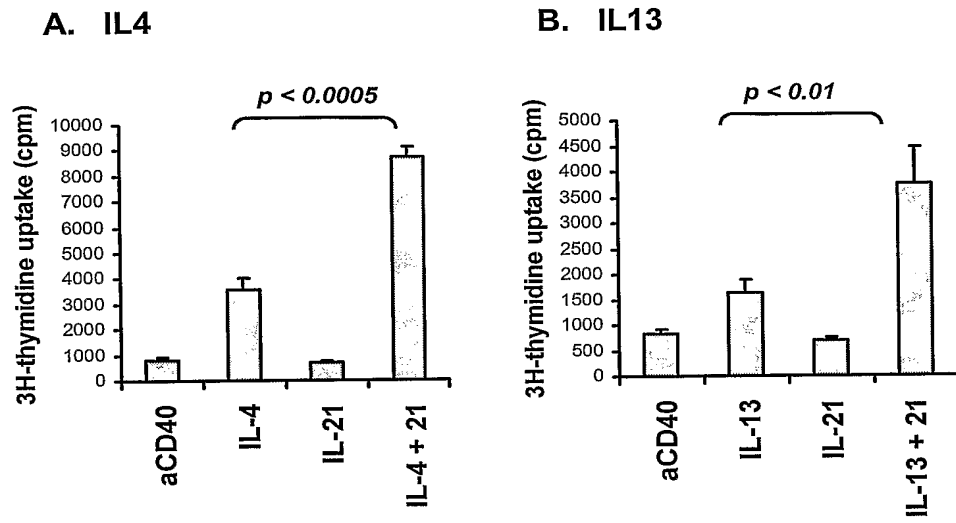 A. IL4
p < 0.0005
3H-thymidine uptake (cpm)
10000
9000
8000
7000
6000
5000
4000
3000
2000
1000
0
aCD40
IL-4
IL-21
IL-4 + 21
B. IL13
p < 0.01
3H-thymidine uptake (cpm)
5000
4500
4000
3500
3000
2500
2000
1500
1000
500
0
aCD40
IL-13
IL-21
IL-13 + 21